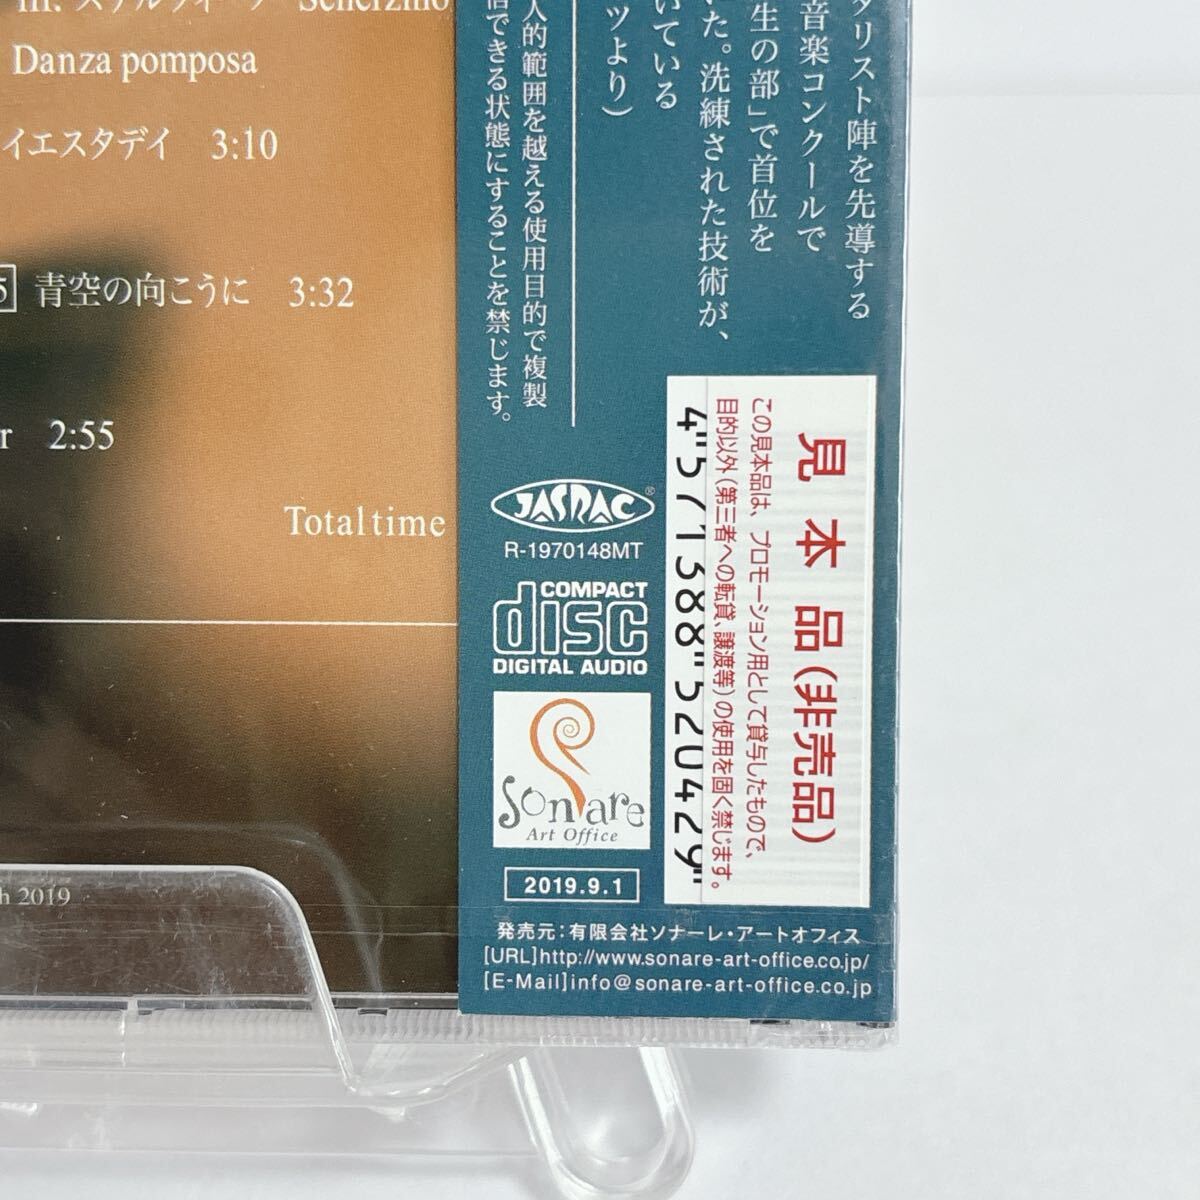 III. スケルツィーノ Scherzino
Danza pomposa
イエスタデイ 3:10
5 青空の向こうに 3:32
r 2:55
Total time
h 2019
タリスト陣を先導する
音楽コンクールで
生の部」で首位を
た。洗練された技術が、
いている
ツより)
人的範囲を越える使用目的で複製
信できる状態にすることを禁じます。
JASRAC®
R-1970148MT
COMPACT
disc
DIGITAL AUDIO
Sonare
Art Office
2019.9.1
見本品(非売品)
この見本品は、プロモーション用として貸与したもので、
目的以外(第三者への転貸、譲渡等)の使用を固く禁じます。
4"571388"520429"
発売元:有限会社ソナーレ・アートオフィス
[URL]http://www.sonare-art-office.co.jp/
[E-Mail]info@sonare-art-office.co.jp